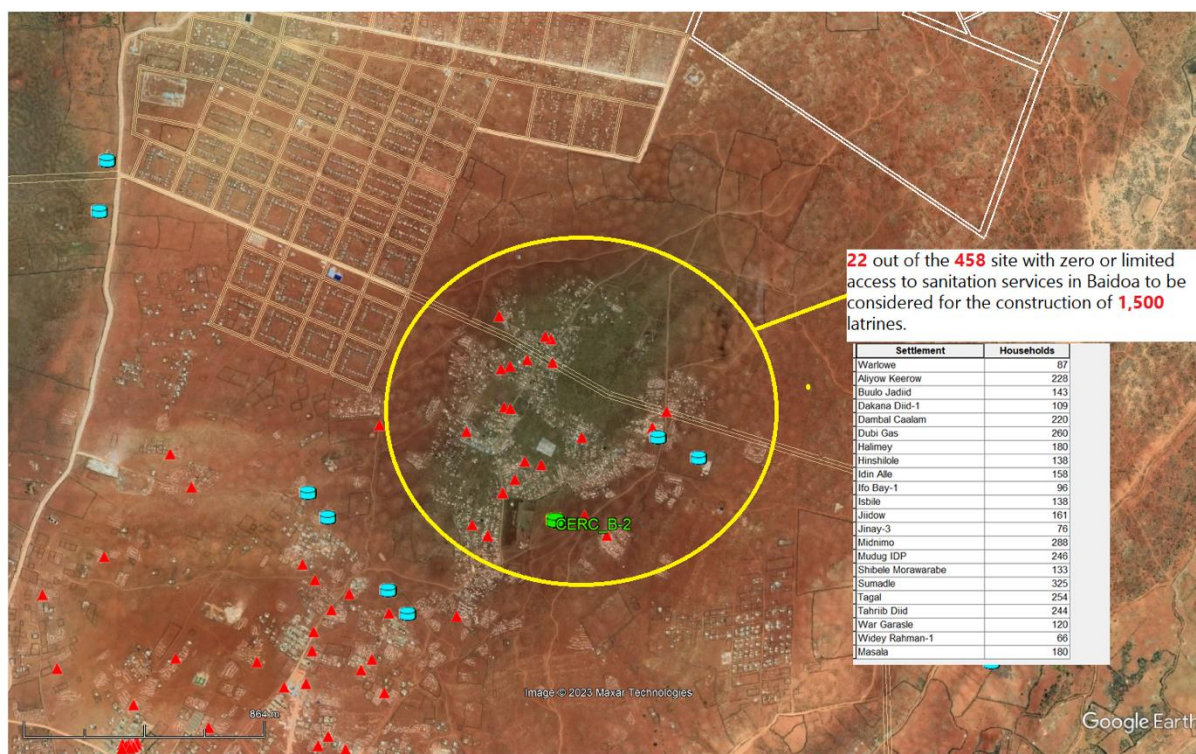 22 out of the 458 site with zero or limited
access to sanitation services in Baidoa to be
considered for the construction of 1,500
latrines.
Settlement Households
Warlowe 87
Aliyow Keerow 228
Buulo Jadiid 143
Dakana Diid-1 109
Dambal Caalam 220
Dubi Gas 260
Halimey 180
Hinshilole 138
Idin Alle 158
Ifo Bay-1 96
Isbile 138
Jiidow 161
Jinay-3 76
Midnimo 288
Mudug IDP 246
Shibele Morawarabe 133
Sumadle 325
Tagal 254
Tahriib Diid 244
War Garasle 120
Widey Rahman-1 66
Masala 180
CERC_B-2
Image © 2023 Maxar Technologies
864 m
Google Earth